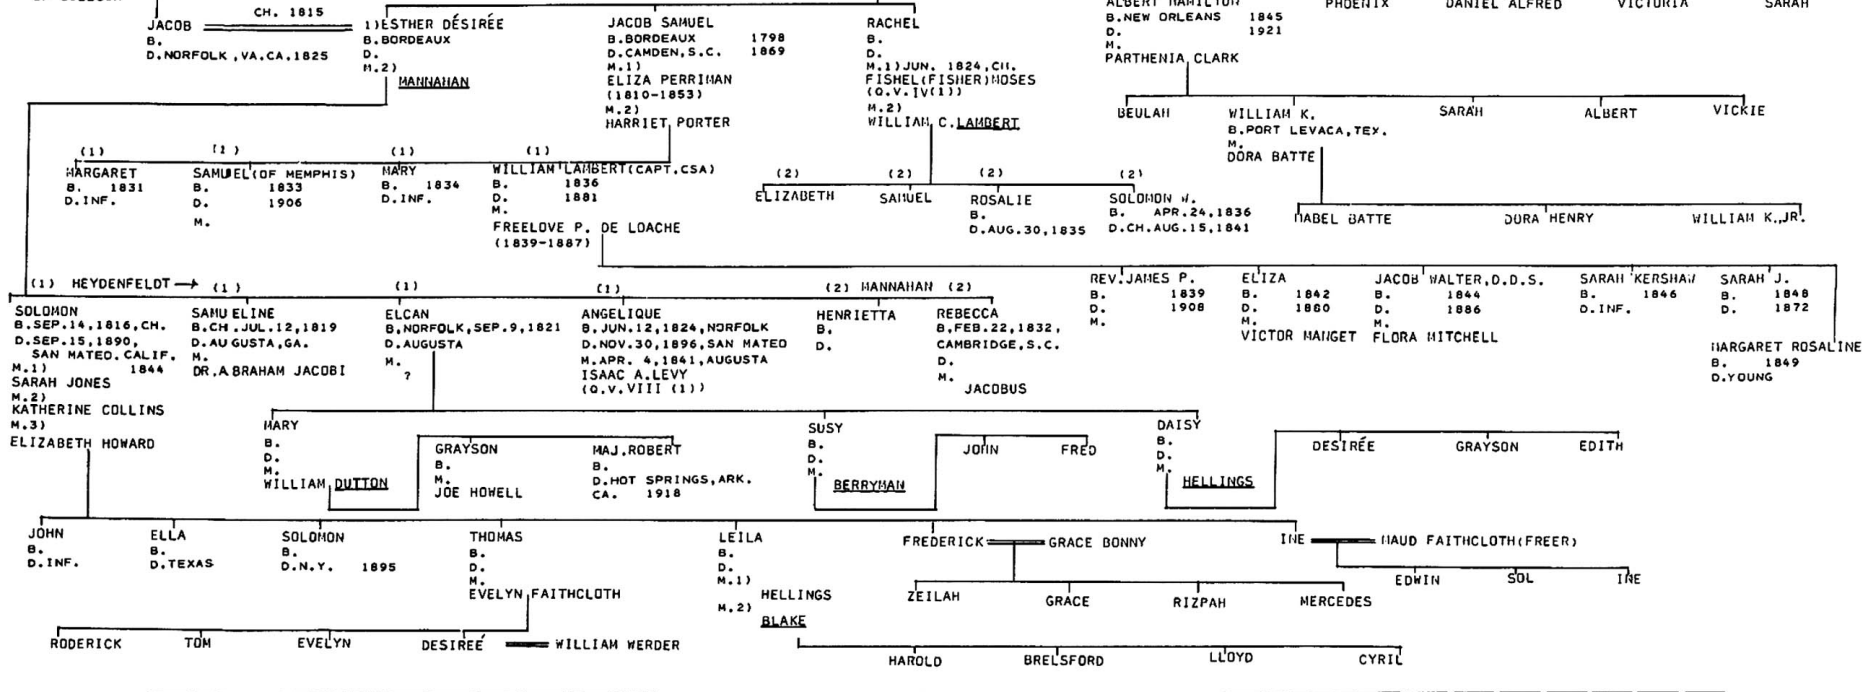 CH. 1815
JACOB
B.
D.NORFOLK,VA.CA.1825
1)ESTHER DÉSIRÉE
B.BORDEAUX
D.
M.2)
MANNAHAN
JACOB SAMUEL
B.BORDEAUX 1798
D.CAMDEN,S.C. 1869
M.1)
ELIZA PERRIMAN
(1810-1853)
M.2)
HARRIET PORTER
RACHEL
B.
D.
M.1)JUN. 1824,CH.
FISHEL(FISHER)MOSES
(Q.V.IV(1))
M.2)
WILLIAM C.LAMBERT
ALBERT HAMILTON
B.NEW ORLEANS 1845
D. 1921
M.
PARTHENIA CLARK
PHOENIX
DANIEL ALFRED
VICTORIA
SARAH
BEULAH
WILLIAM K.
B.PORT LEVACA,TEX.
M.
DORA BATTE
SARAH
ALBERT
VICKIE
(1)
MARGARET
B. 1831
D.INF.
(1)
SAMUEL(OF MEMPHIS)
B. 1833
D. 1906
M.
(1)
MARY
B. 1834
D.INF.
(1)
WILLIAM LAMBERT(CAPT.CSA)
B. 1836
D. 1881
M.
FREELOVE P. DE LOACHE
(1839-1887)
(2)
ELIZABETH
(2)
SAMUEL
(2)
ROSALIE
B.
D.AUG.30,1835
(2)
SOLOMON W.
B. APR.24,1836
D.CH.AUG.15,1841
MABEL BATTE
DORA HENRY
WILLIAM K.,JR.
(1) HEYDENFELDT→ (1) (1) (1) (2) MANNAHAN (2)
SOLOMON
B.SEP.14,1816,CH.
D.SEP.15,1890,
SAN MATEO.CALIF.
M.1) 1844
SARAH JONES
M.2)
KATHERINE COLLINS
M.3)
ELIZABETH HOWARD
SAMUELINE
B.CH.JUL.12,1819
D.AUGUSTA,GA.
M.
DR.ABRAHAM JACOBI
ELCAN
B.NORFOLK,SEP.9,1821
D.AUGUSTA
M.
?
ANGELIQUE
B.JUN.12,1824,NORFOLK
D.NOV.30,1896,SAN MATEO
M.APR. 4,1841,AUGUSTA
ISAAC A.LEVY
(Q.V.VIII (1))
HENRIETTA
B.
D.
REBECCA
B.FEB.22,1832,
CAMBRIDGE,S.C.
D.
M.
JACOBUS
REV.JAMES P.
B. 1839
D. 1908
M.
ELIZA
B. 1842
D. 1860
M.
VICTOR MANGET
JACOB WALTER,D.D.S.
B. 1844
D. 1886
M.
FLORA MITCHELL
SARAH KERSHAW
B. 1846
D.INF.
SARAH J.
B. 1848
D. 1872
MARGARET ROSALINE
B. 1849
D.YOUNG
MARY
B.
D.
M.
WILLIAM DUTTON
GRAYSON
B.
M.
JOE HOWELL
MAJ.ROBERT
B.
D.HOT SPRINGS,ARK.
CA. 1918
SUSY
B.
D.
M.
BERRYMAN
JOHN
FRED
DAISY
B.
D.
M.
HELLINGS
DESIRÉE
GRAYSON
EDITH
JOHN
B.
D.INF.
ELLA
B.
D.TEXAS
SOLOMON
B.
D.N.Y. 1895
THOMAS
B.
D.
M.
EVELYN FAITHCLOTH
LEILA
B.
D.
M.1)
HELLINGS
M.2)
BLAKE
FREDERICK
GRACE BONNY
INE
MAUD FAITHCLOTH(FREER)
ZEILAH
GRACE
RIZPAH
MERCEDES
EDWIN
SOL
INE
RODERICK
TOM
EVELYN
DESIREÉ
WILLIAM WERDER
HAROLD
BRELSFORD
LLOYD
CYRIL